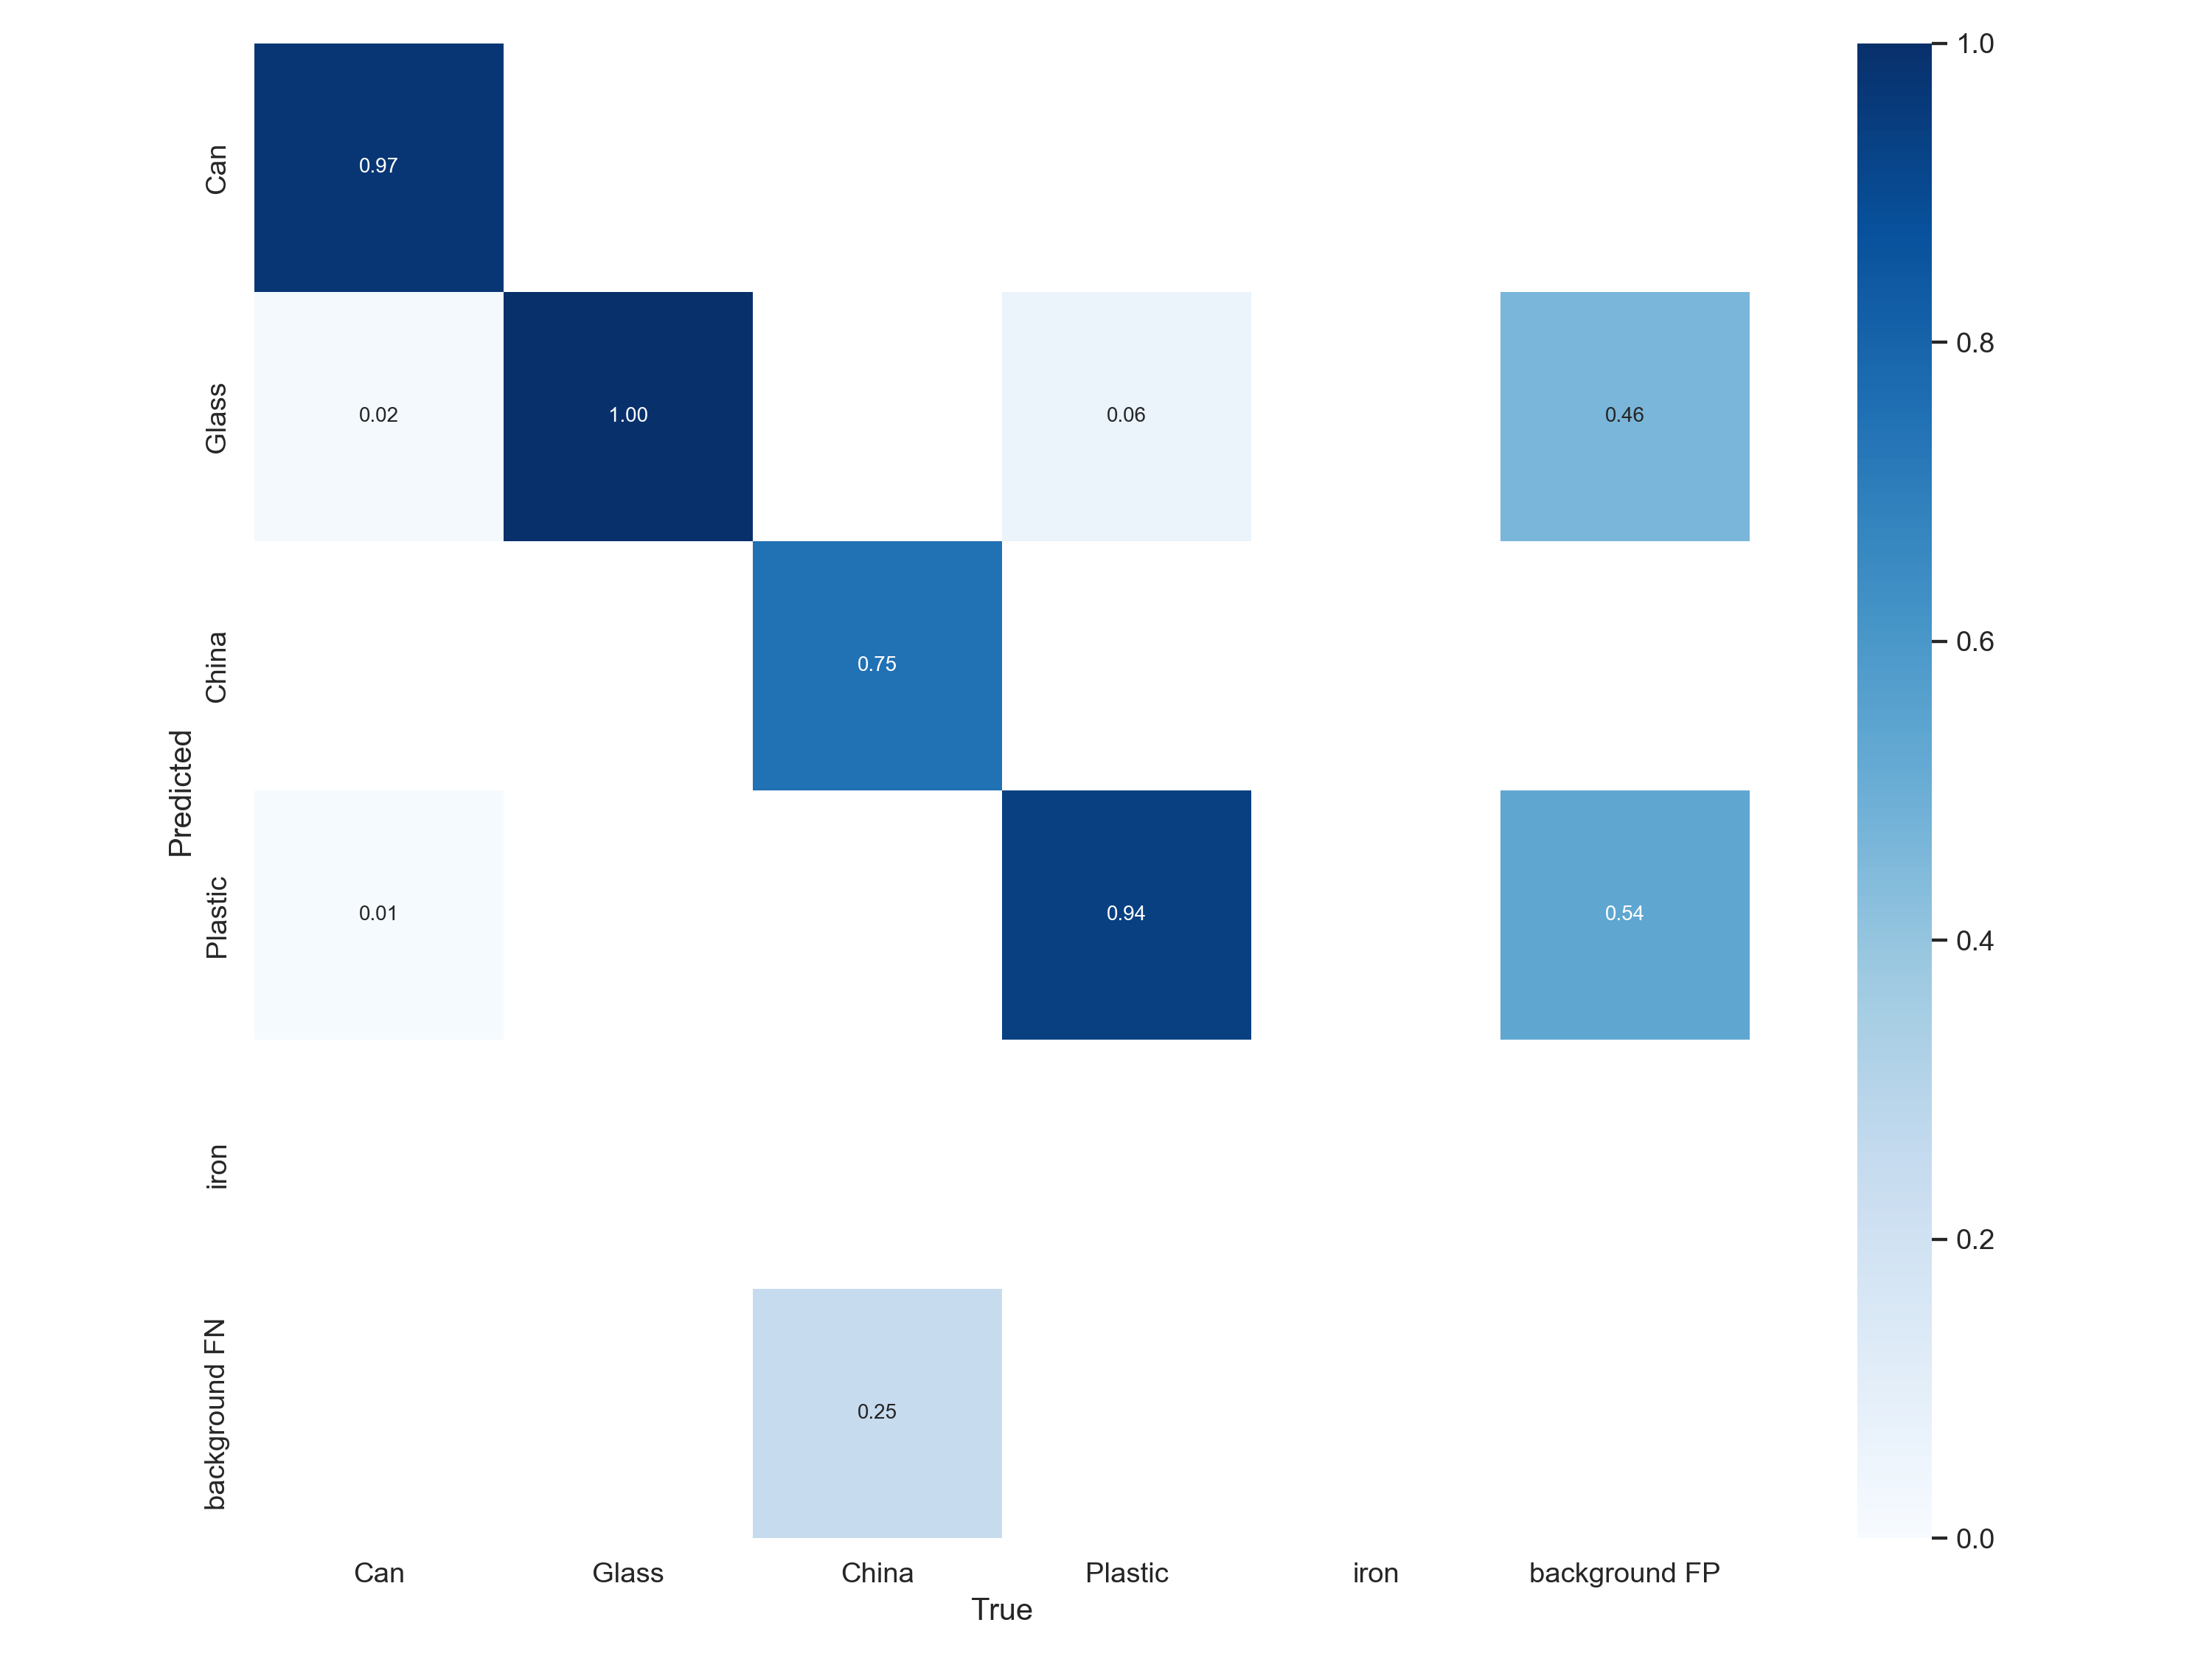 Can
0.97
Glass
0.02
1.00
0.06
0.46
China
0.75
Plastic
0.01
0.94
0.54
iron
background FN
0.25
Predicted
Can
Glass
China
Plastic
iron
background FP
True
1.0
0.8
0.6
0.4
0.2
0.0